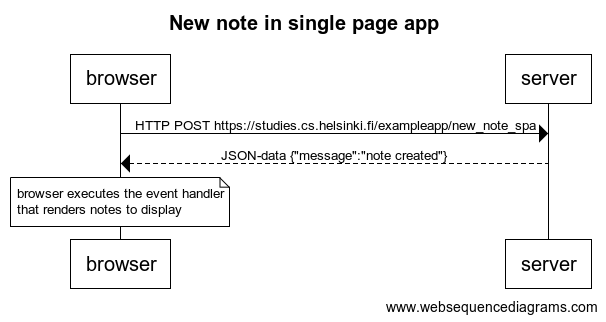 New note in single page app
browser
server
HTTP POST https://studies.cs.helsinki.fi/exampleapp/new_note_spa
JSON-data {"message":"note created"}
browser executes the event handler
that renders notes to display
browser
server
www.websequencediagrams.com